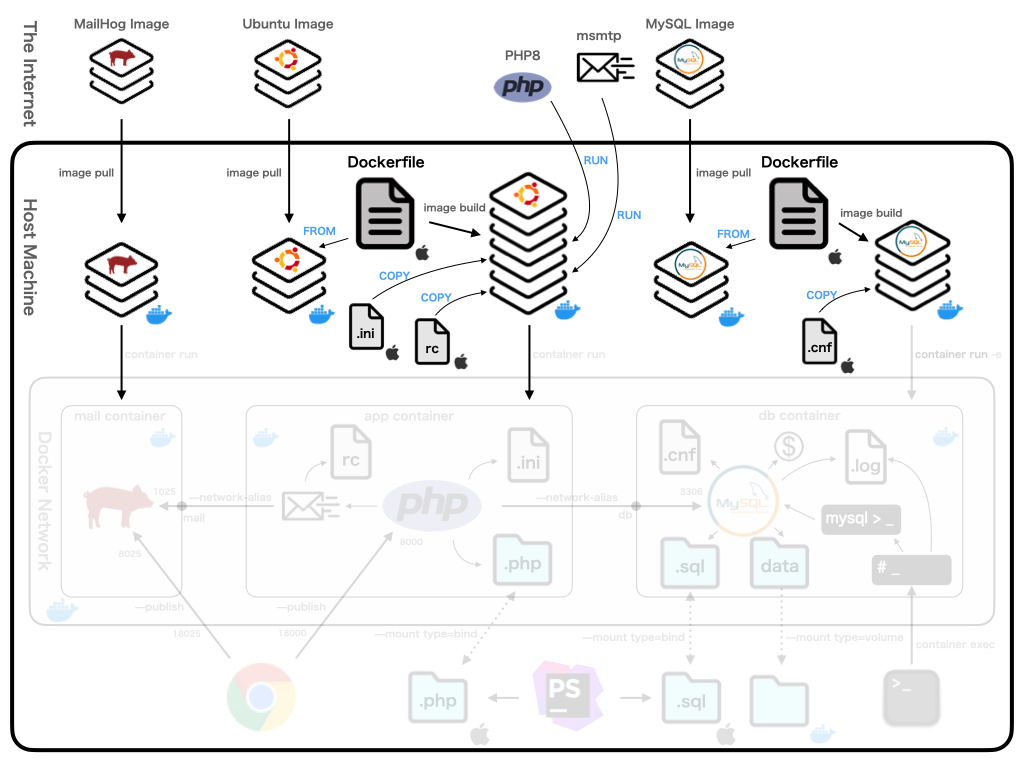 MailHog Image
Ubuntu Image
MySQL Image
msmtp
PHP8
php
MySQL
The Internet
Host Machine
image pull
image pull
image pull
Dockerfile
Dockerfile
RUN
RUN
image build
image build
FROM
FROM
COPY
COPY
COPY
MySQL
MySQL
.ini
rc
.cnf
container run
container run
container run -e
Docker Network
mail container
app container
db container
rc
.ini
.cnf
$
.log
1025
—network-alias
mail
php
8000
—network-alias
db
3306
MySQL
mysql > _
# _
8025
.php
.sql
data
—publish
—publish
18025
18000
—mount type=bind
—mount type=bind
—mount type=volume
container exec
.php
PS
.sql
>_